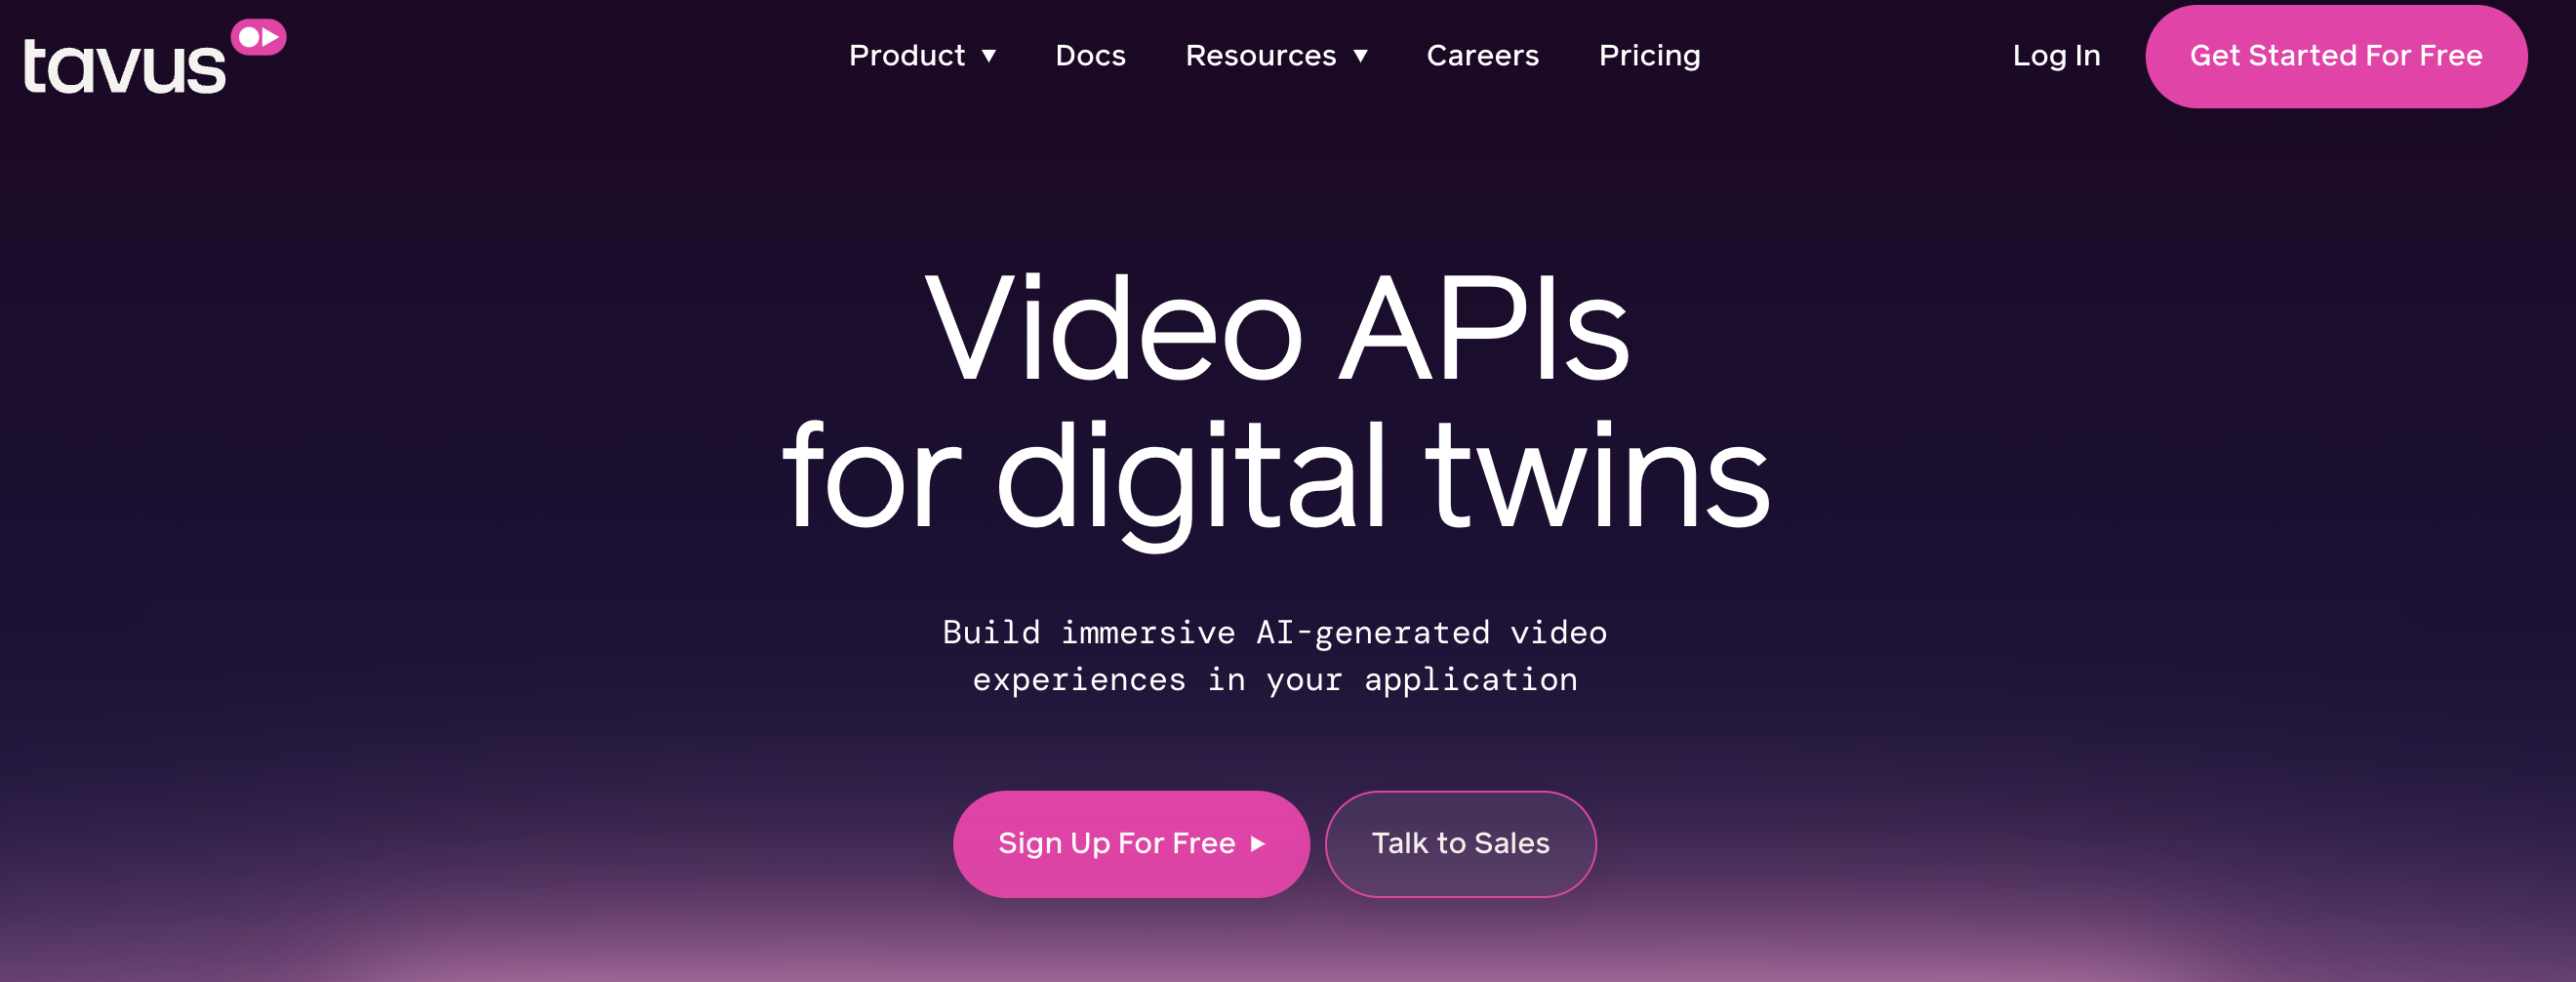 tavus
Product
Docs
Resources
Careers
Pricing
Log In
Get Started For Free
Video APIs
for digital twins
Build immersive AI-generated video
experiences in your application
Sign Up For Free
Talk to Sales